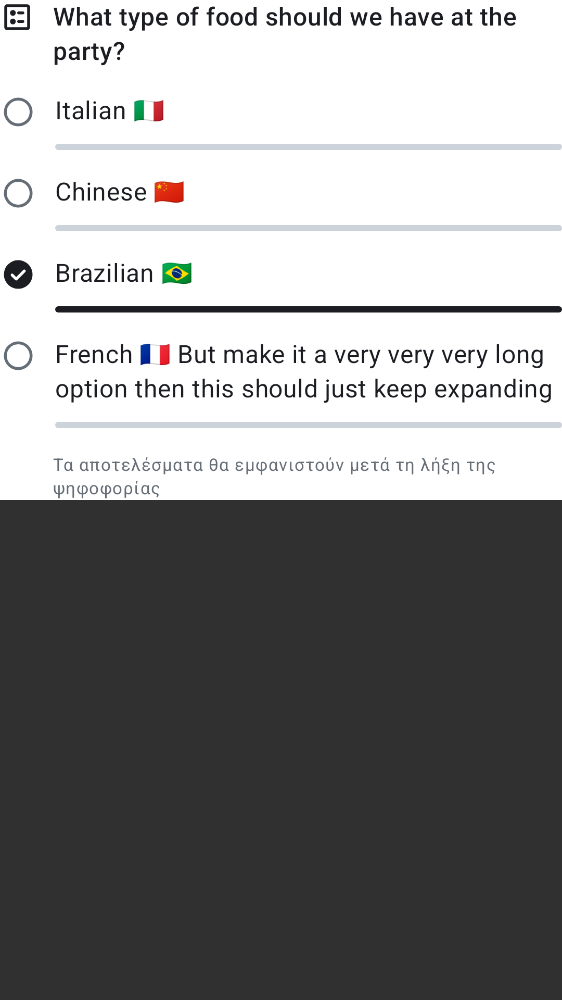 What type of food should we have at the
party?
Italian 🇮🇹
Chinese 🇨🇳
Brazilian 🇧🇷
French 🇫🇷 But make it a very very very long
option then this should just keep expanding
Τα αποτελέσματα θα εμφανιστούν μετά τη λήξη της
ψηφοφορίας